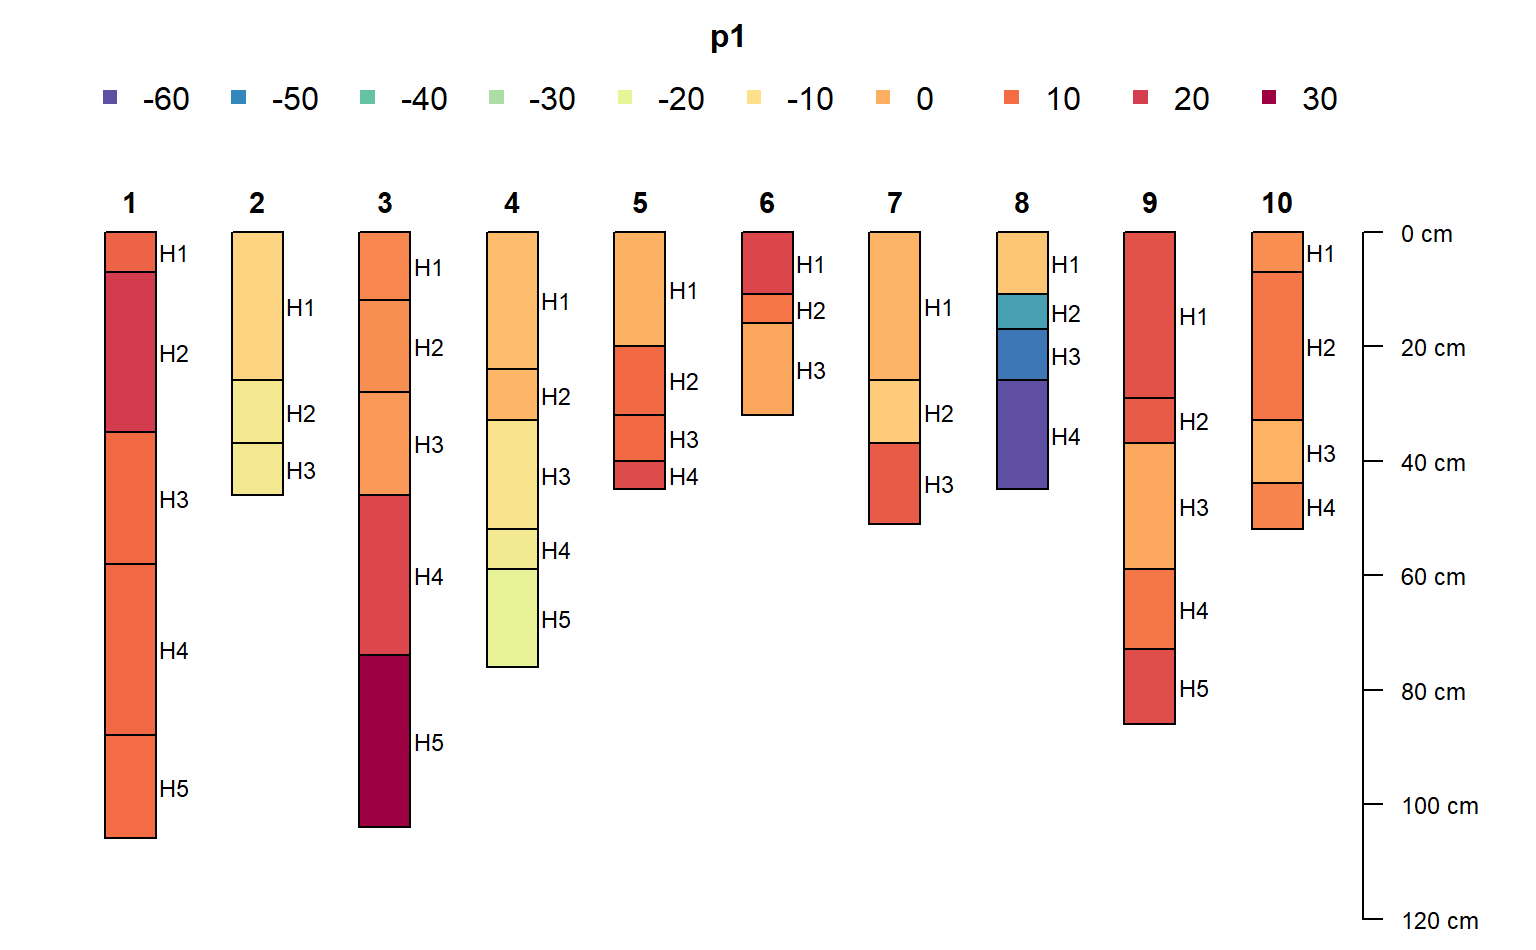 p1
-60 -50 -40 -30 -20 -10 0 10 20 30
1 2 3 4 5 6 7 8 9 10
0 cm
H1 H1
H1 H1 H1
H5
H1 H1
H1 H1
H2 H2 H1
H2 H2 H2 20 cm
H3 H3
H2 H2
H2 H2 H2
H3 H4
H3 H3 40 cm
H3 H3 H4 H3
H3 H3 H4
H4
H4 60 cm
H5 H4
H4
H5 80 cm
H5
H5
100 cm
120 cm